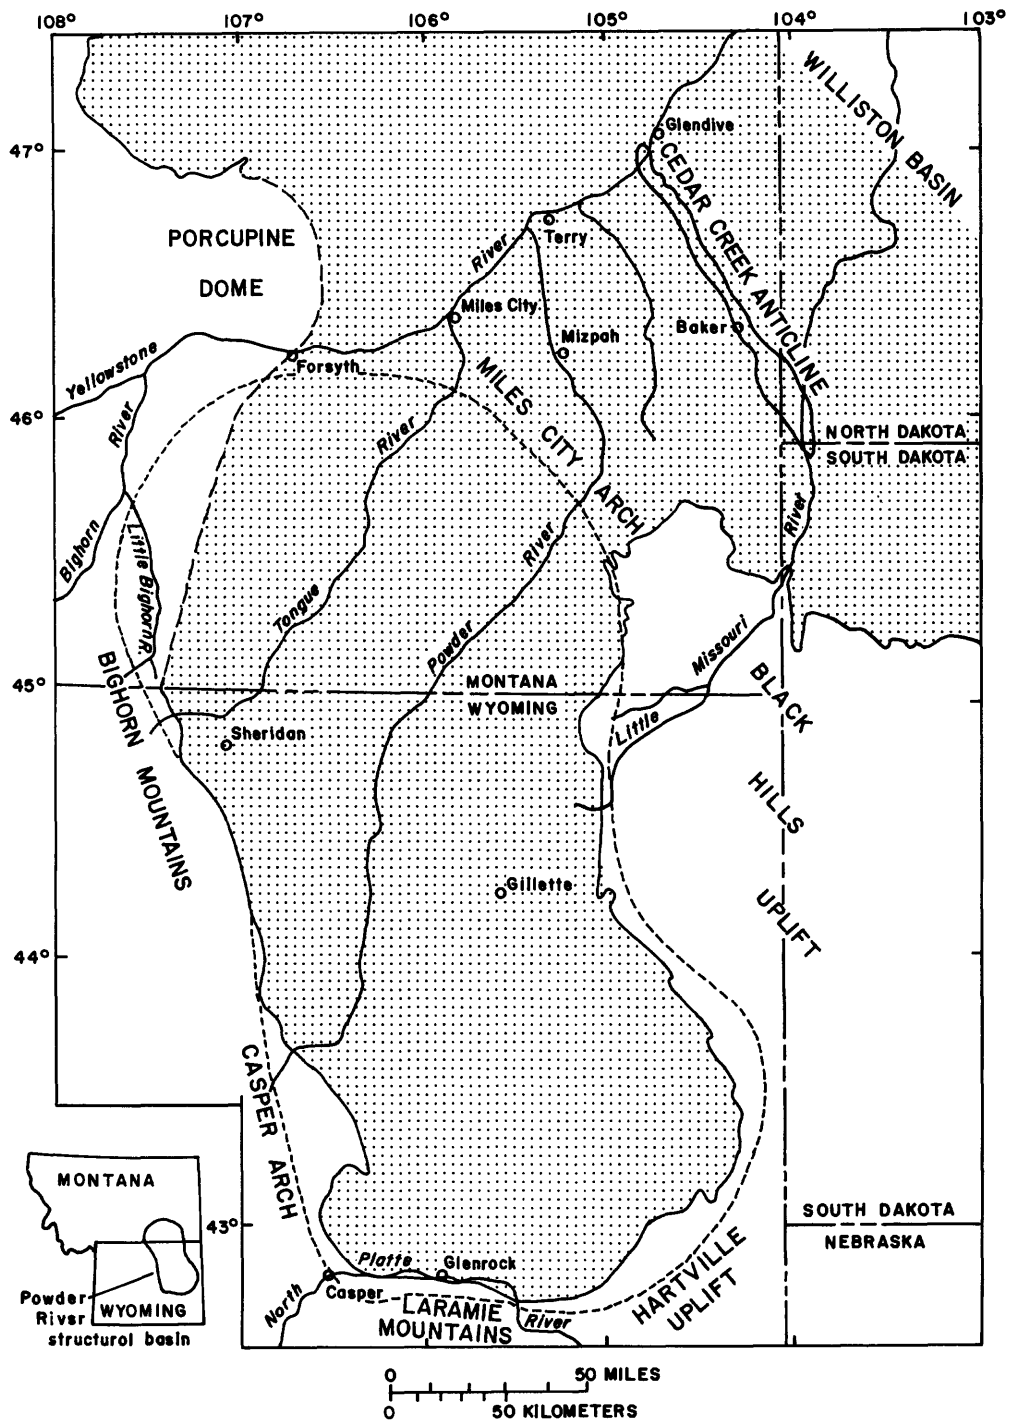 108° 107° 106° 105° 104° 103°
WILLISTON BASIN
Glendive
47°
CEDAR CREEK ANTICLINE
PORCUPINE
DOME
Terry
River
Miles City
Baker
Mizpah
Yellowstone
Forsyth
MILES CITY ARCH
46°
River
River
NORTH DAKOTA
SOUTH DAKOTA
River
River
Bighorn
Little Bighorn R.
Tongue
Powder
Missouri
45°
MONTANA
WYOMING
BIGHORN MOUNTAINS
BLACK HILLS UPLIFT
Little
Sheridan
Gillette
44°
CASPER ARCH
MONTANA
43°
SOUTH DAKOTA
NEBRASKA
HARTVILLE
UPLIFT
Platte
Glenrock
North
Casper
River
LARAMIE
MOUNTAINS
Powder
River
structural basin
WYOMING
0 50 MILES
0 50 KILOMETERS